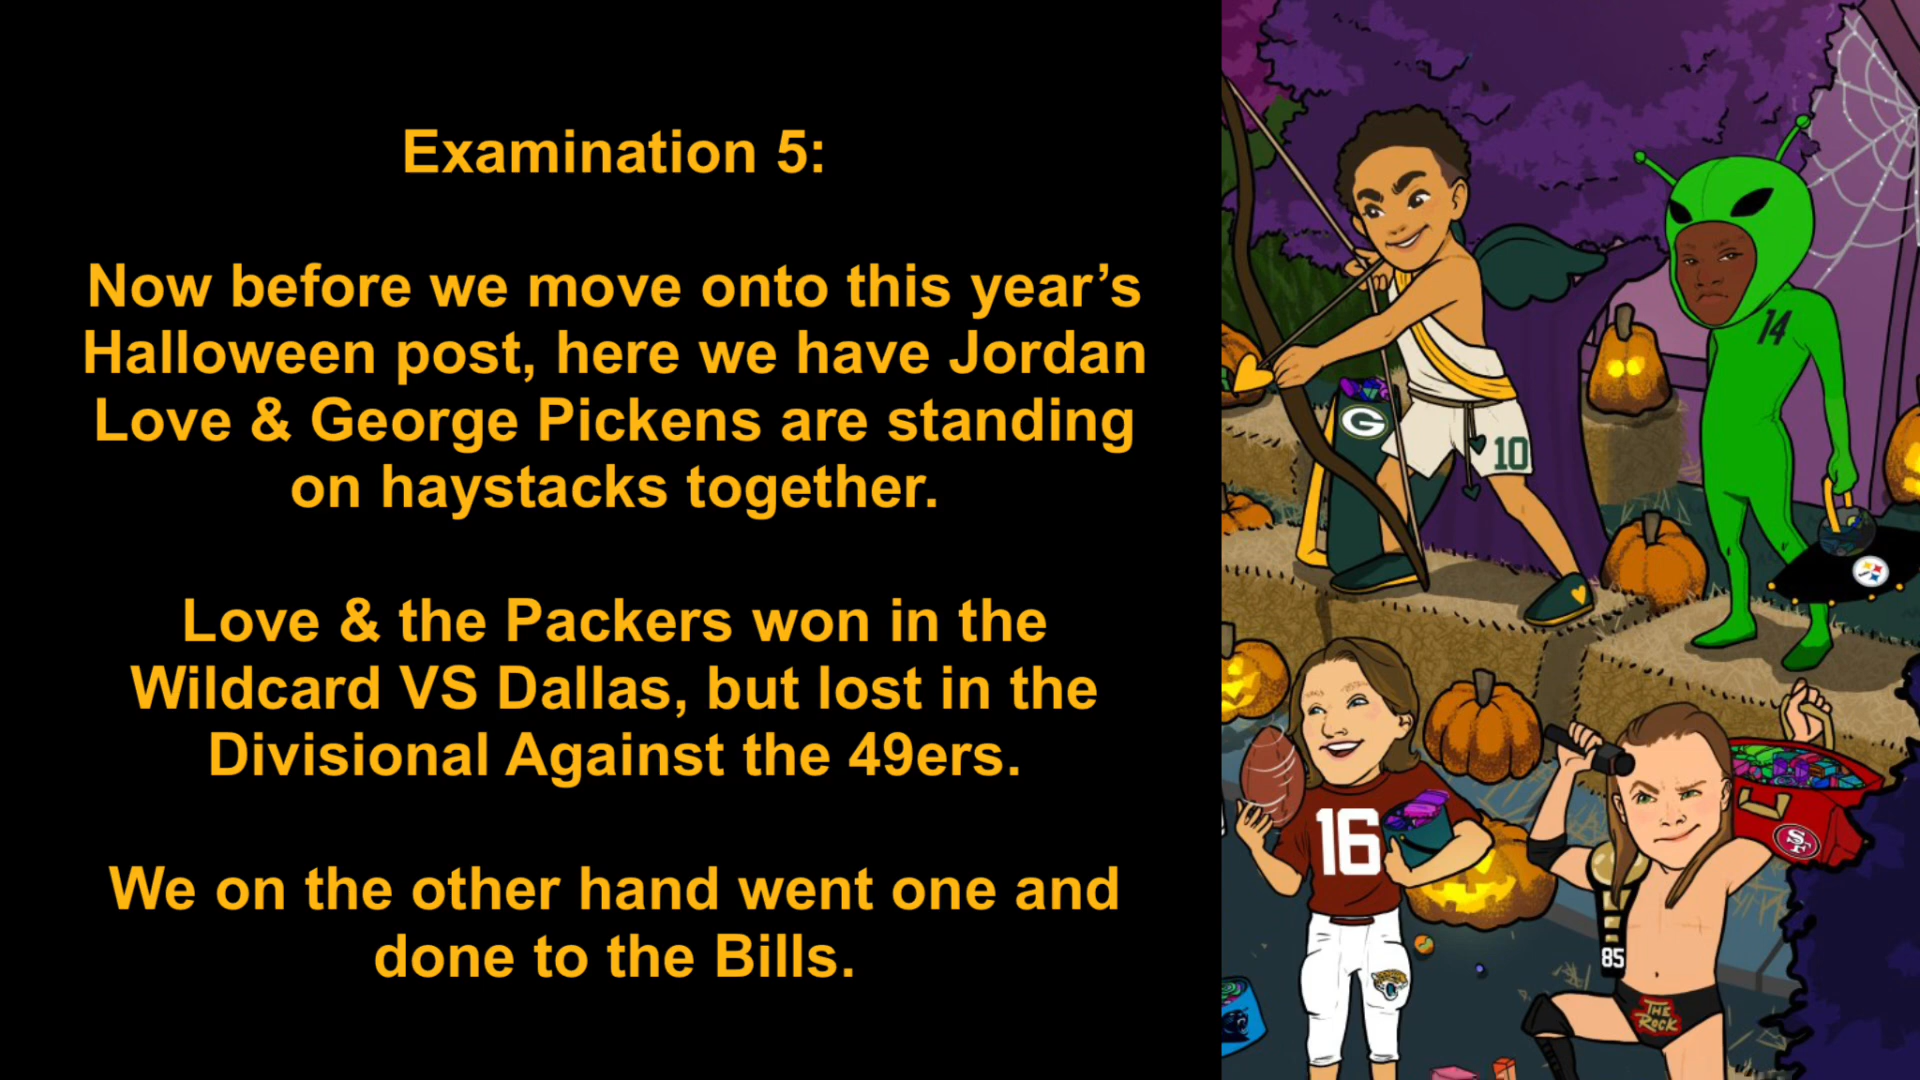 Examination 5:
Now before we move onto this year’s
Halloween post, here we have Jordan
Love & George Pickens are standing
on haystacks together.
Love & the Packers won in the
Wildcard VS Dallas, but lost in the
Divisional Against the 49ers.
We on the other hand went one and
done to the Bills.
14
G
10
16
SF
85
THE
ROCK